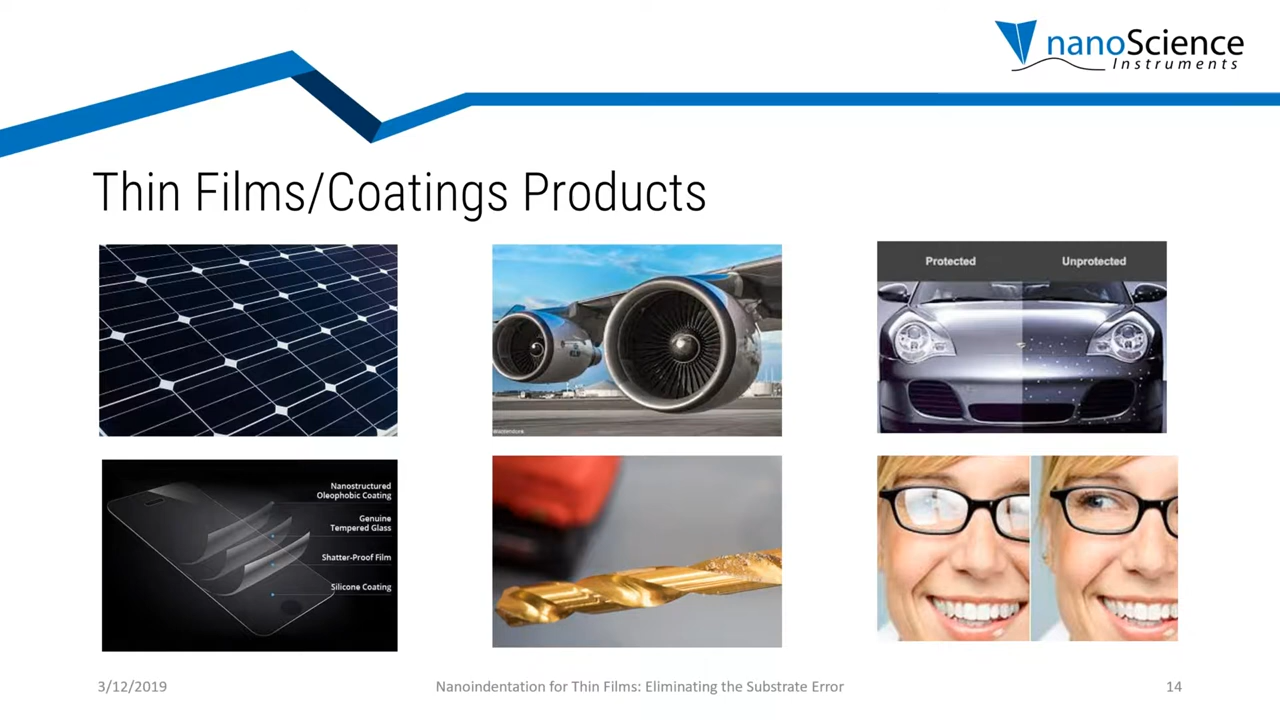 nanoScience
Instruments
Thin Films/Coatings Products
Protected
Unprotected
Nanostructured
Oleophobic Coating
Genuine
Tempered Glass
Shatter-Proof Film
Silicone Coating
3/12/2019
Nanoindentation for Thin Films: Eliminating the Substrate Error
14